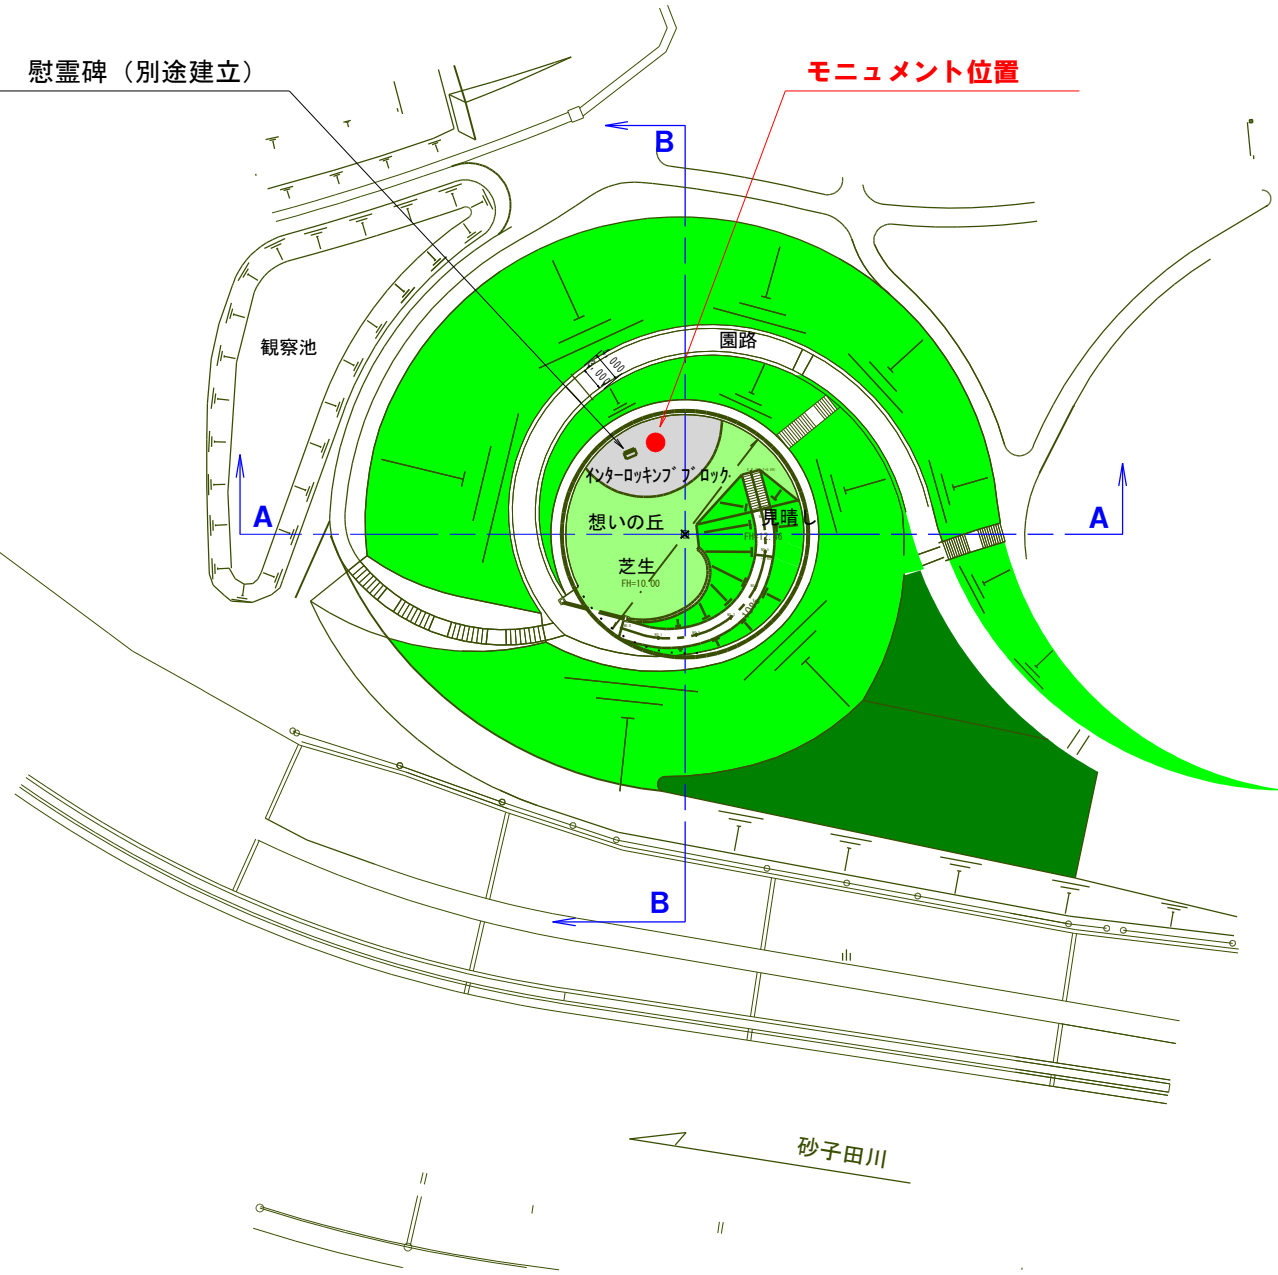 慰霊碑（別途建立）
モニュメント位置
B
園路
観察池
インターロッキングブロック
A
想いの丘
見晴し
A
芝生
FH=10.00
B
砂子田川